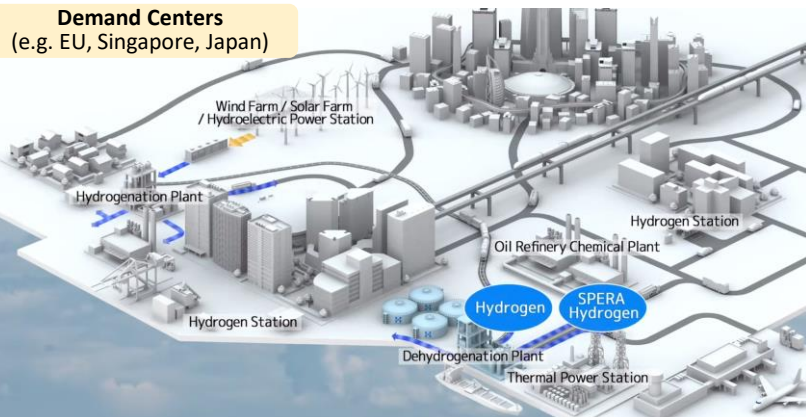 Demand Centers
(e.g. EU, Singapore, Japan)
Wind Farm / Solar Farm
/ Hydroelectric Power Station
Hydrogenation Plant
Hydrogen Station
Oil Refinery Chemical Plant
Hydrogen
SPERA
Hydrogen
Hydrogen Station
Dehydrogenation Plant
Thermal Power Station